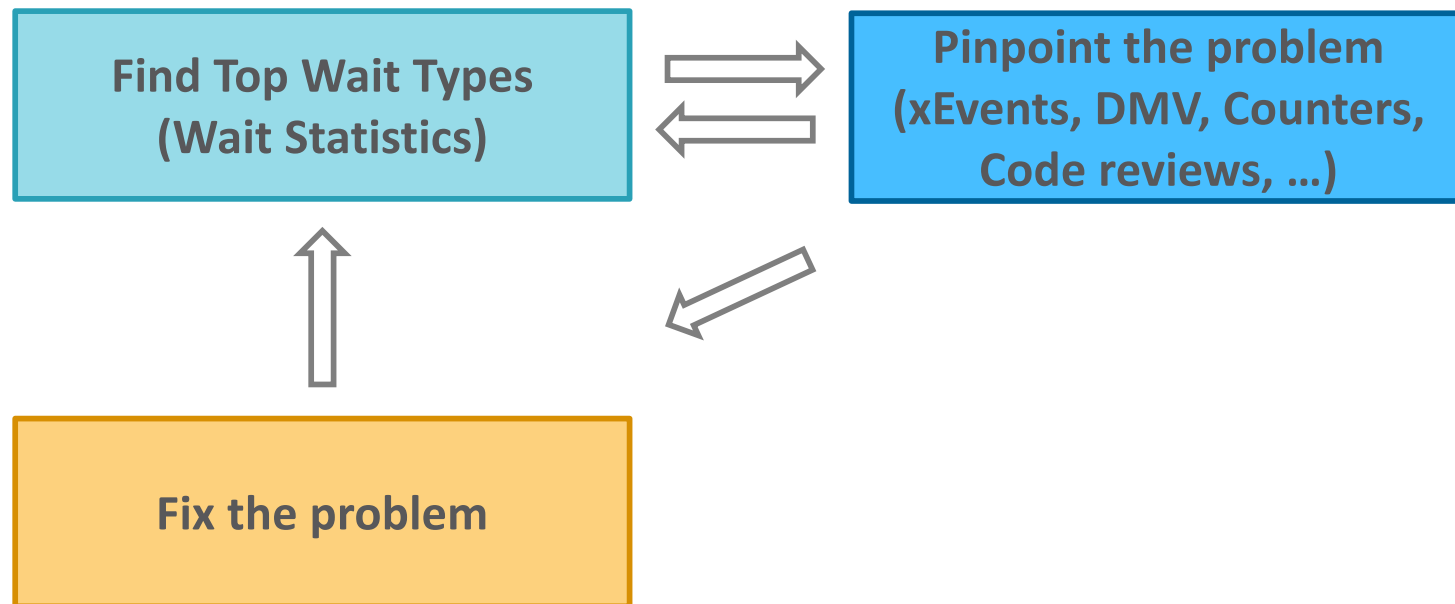 Find Top Wait Types
(Wait Statistics)
Pinpoint the problem
(xEvents, DMV, Counters,
Code reviews, …)
Fix the problem